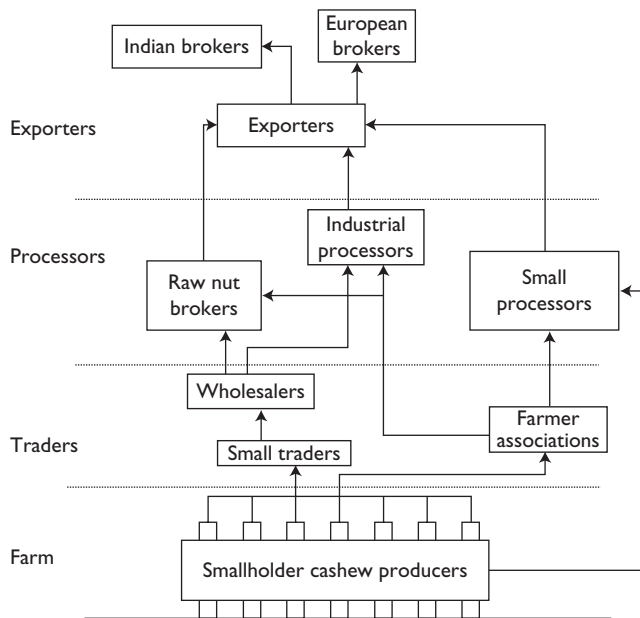 Indian brokers
European
brokers
Exporters
Exporters
Industrial
processors
Processors
Raw nut
brokers
Small
processors
Wholesalers
Farmer
associations
Traders
Small traders
Farm
Smallholder cashew producers